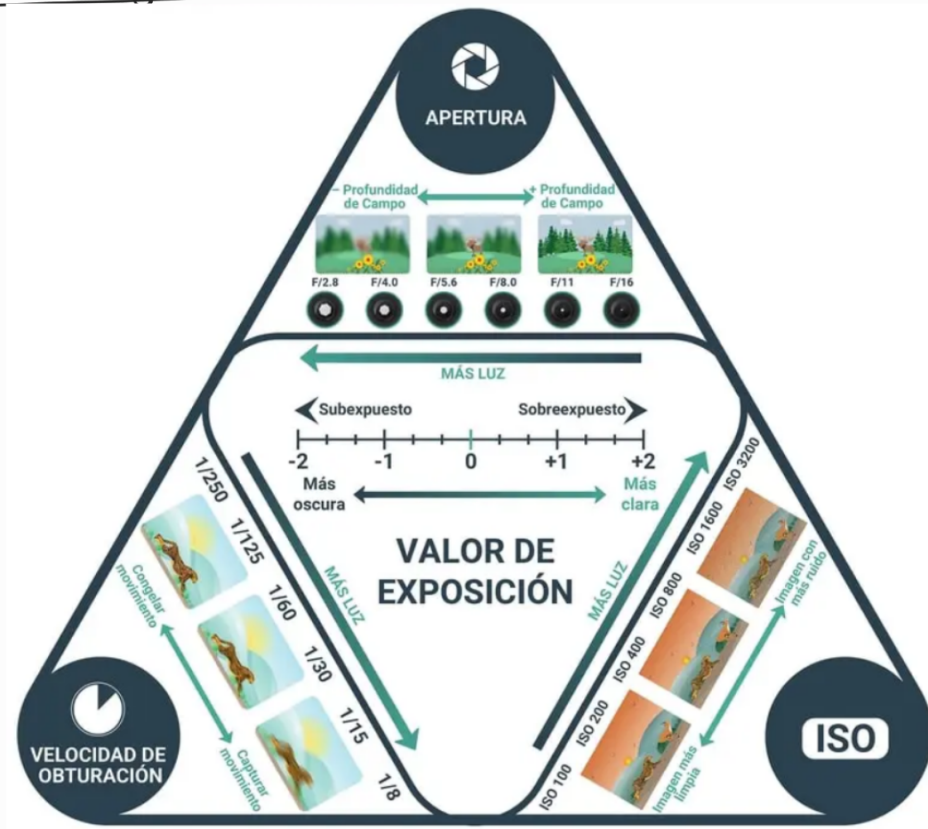 APERTURA
– Profundidad
de Campo
+ Profundidad
de Campo
F/2.8 F/4.0 F/5.6 F/8.0 F/11 F/16
MÁS LUZ
Subexpuesto Sobreexpuesto
-2 -1 0 +1 +2
Más
oscura
Más
clara
VALOR DE
EXPOSICIÓN
1/250
1/125
1/60
1/30
1/15
1/8
MÁS LUZ
Congelar
movimiento
Capturar
movimiento
VELOCIDAD DE
OBTURACIÓN
ISO 3200
ISO 1600
ISO 800
ISO 400
ISO 200
ISO 100
MÁS LUZ
Imagen con
más ruido
Imagen más
limpia
ISO